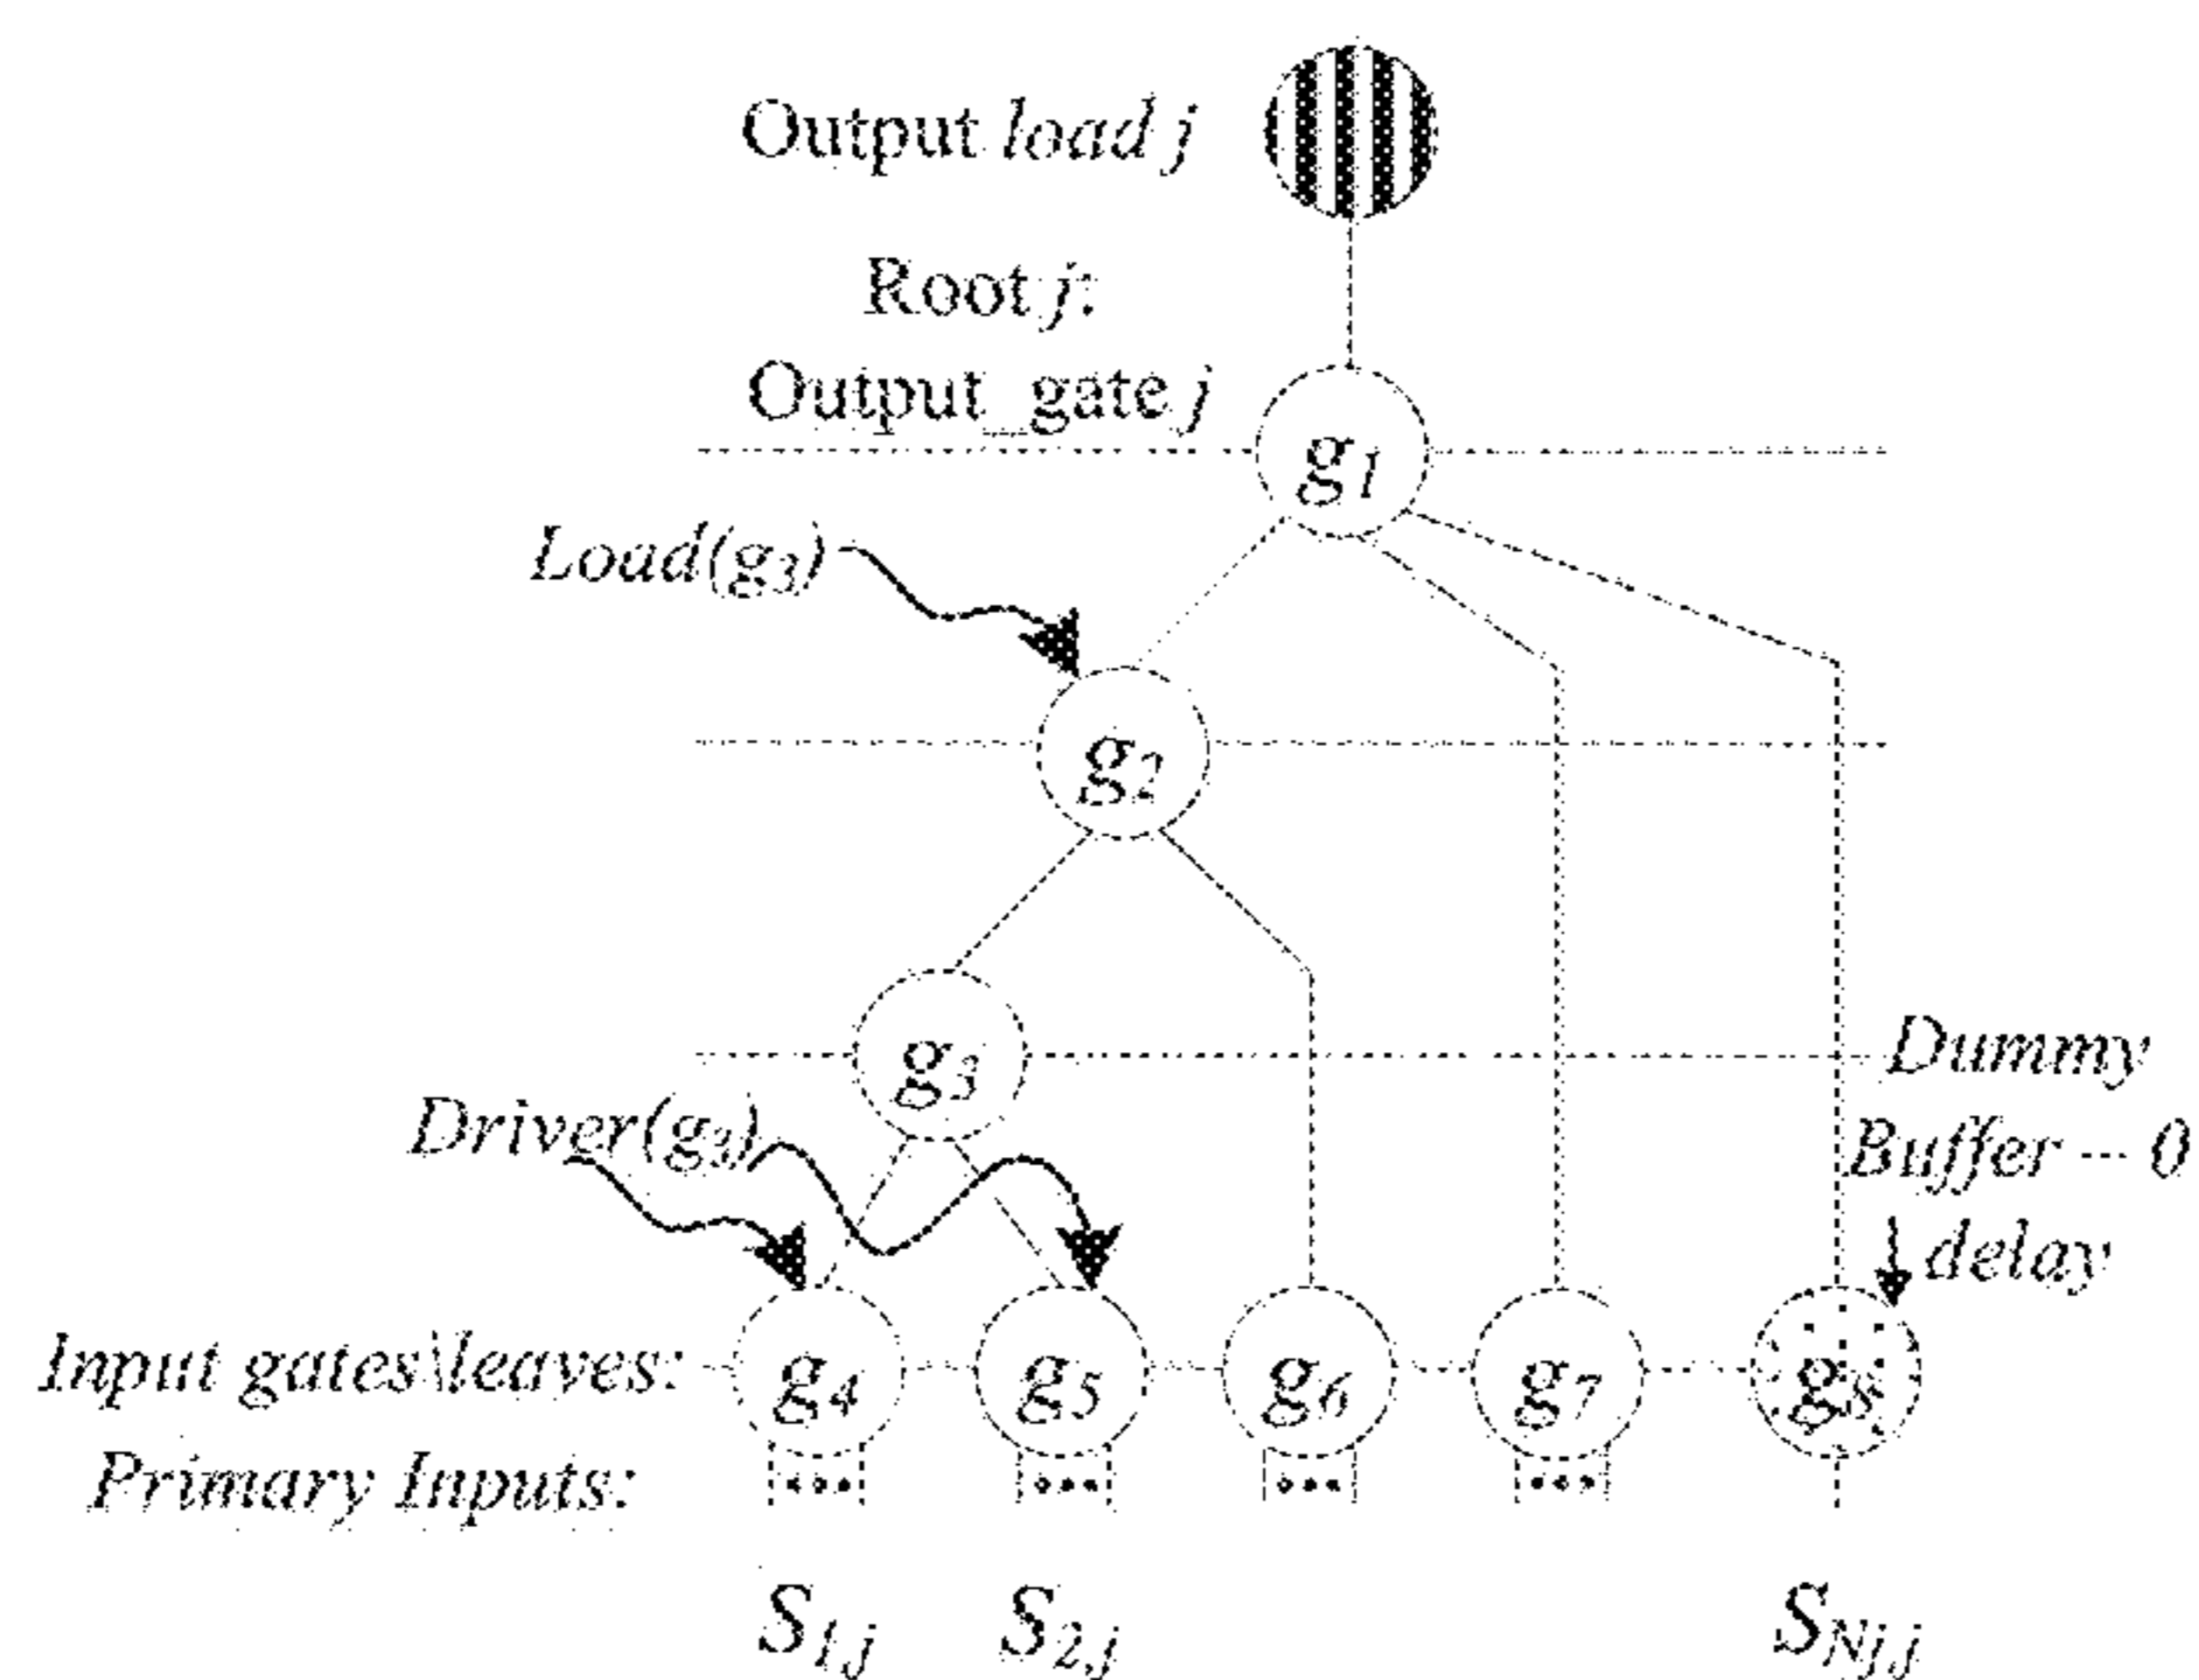 Output load j
Root j:
Output_gate j
g1
Load(g3)
g2
g3
Dummy
Buffer – 0
delay
Driver(g3)
Input gates\leaves:
g4
g5
g6
g7
g8
Primary Inputs:
S1,j
S2,j
SNj,j